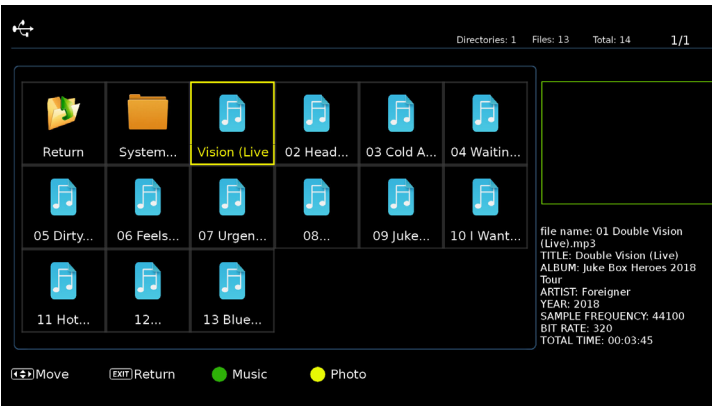 Directories: 1 Files: 13 Total: 14 1/1
Return System... Vision (Live 02 Head... 03 Cold A... 04 Waitin...
05 Dirty... 06 Feels... 07 Urgen... 08... 09 Juke... 10 I Want...
11 Hot... 12... 13 Blue...
file name: 01 Double Vision
(Live).mp3
TITLE: Double Vision (Live)
ALBUM: Juke Box Heroes 2018
Tour
ARTIST: Foreigner
YEAR: 2018
SAMPLE FREQUENCY: 44100
BIT RATE: 320
TOTAL TIME: 00:03:45
Move EXIT Return Music Photo